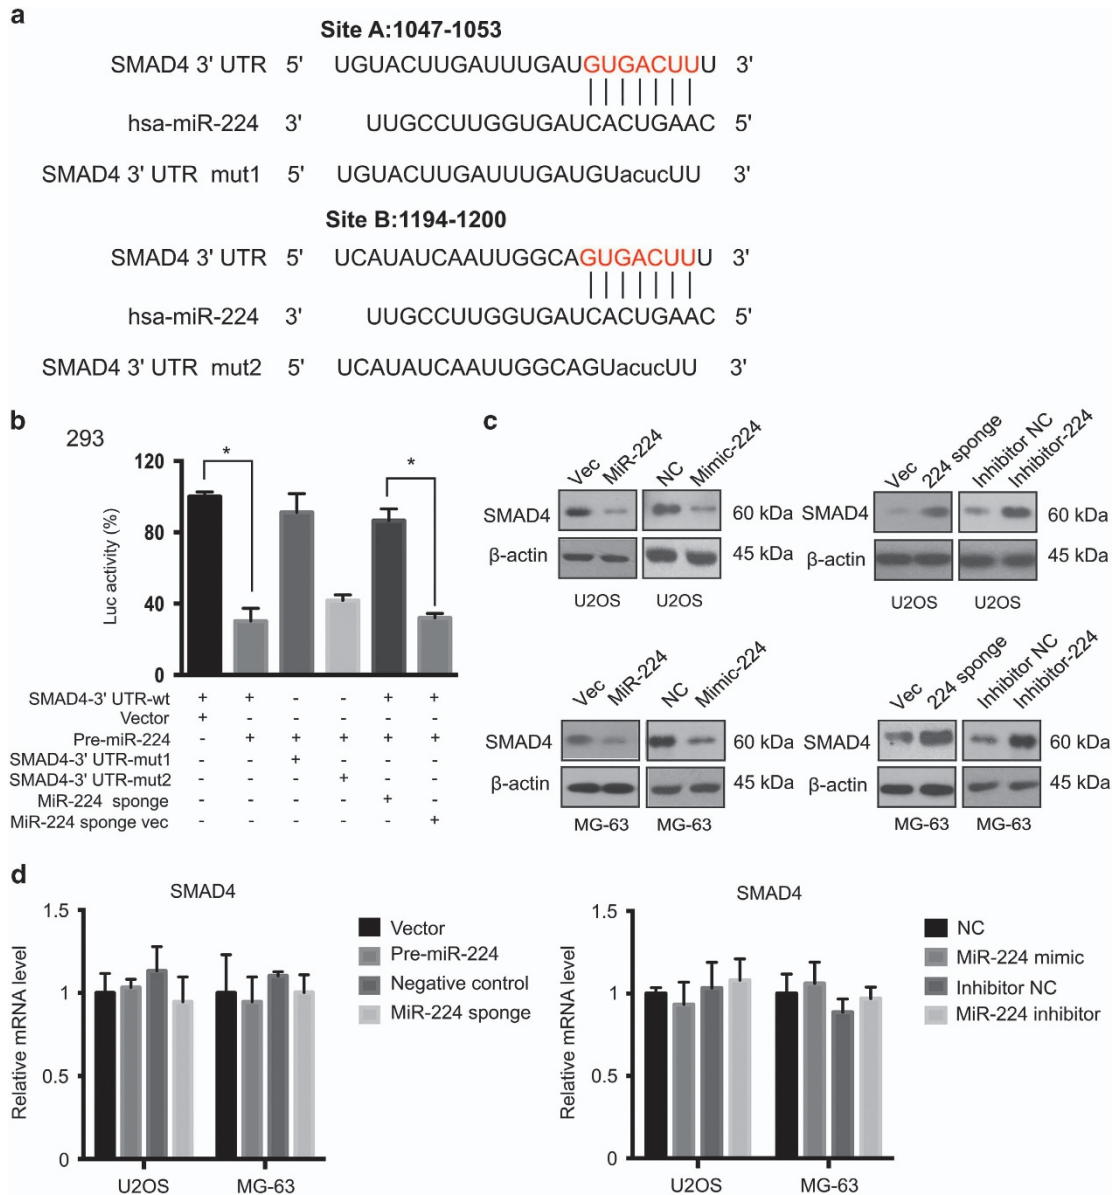 a
Site A:1047-1053
SMAD4 3' UTR 5' UGUACUUGAUUUGAUGUGACUUU 3'
hsa-miR-224 3' UUGCCUUGGUGAUCACUGAAC 5'
SMAD4 3' UTR mut1 5' UGUACUUGAUUUGAUGUacucUU 3'
Site B:1194-1200
SMAD4 3' UTR 5' UCAUAUCAAUUGGCAGUGACUUU 3'
hsa-miR-224 3' UUGCCUUGGUGAUCACUGAAC 5'
SMAD4 3' UTR mut2 5' UCAUAUCAAUUGGCAGUacucUU 3'
b
293
Luc activity (%)
120
80
40
0
* *
SMAD4-3' UTR-wt + + - - + +
Vector + - - - - -
Pre-miR-224 - + + + + +
SMAD4-3' UTR-mut1 - - + - - -
SMAD4-3' UTR-mut2 - - - + - -
MiR-224 sponge - - - - + -
MiR-224 sponge vec - - - - - +
c
Vec MiR-224 NC Mimic-224 Vec 224 sponge Inhibitor NC Inhibitor-224
SMAD4 60 kDa SMAD4 60 kDa
β-actin 45 kDa β-actin 45 kDa
U2OS U2OS U2OS U2OS
Vec MiR-224 NC Mimic-224 Vec 224 sponge Inhibitor NC Inhibitor-224
SMAD4 60 kDa SMAD4 60 kDa
β-actin 45 kDa β-actin 45 kDa
MG-63 MG-63 MG-63 MG-63
d
SMAD4
Relative mRNA level
1.5
1
0.5
0
U2OS MG-63
Vector
Pre-miR-224
Negative control
MiR-224 sponge
SMAD4
Relative mRNA level
1.5
1
0.5
0
U2OS MG-63
NC
MiR-224 mimic
Inhibitor NC
MiR-224 inhibitor